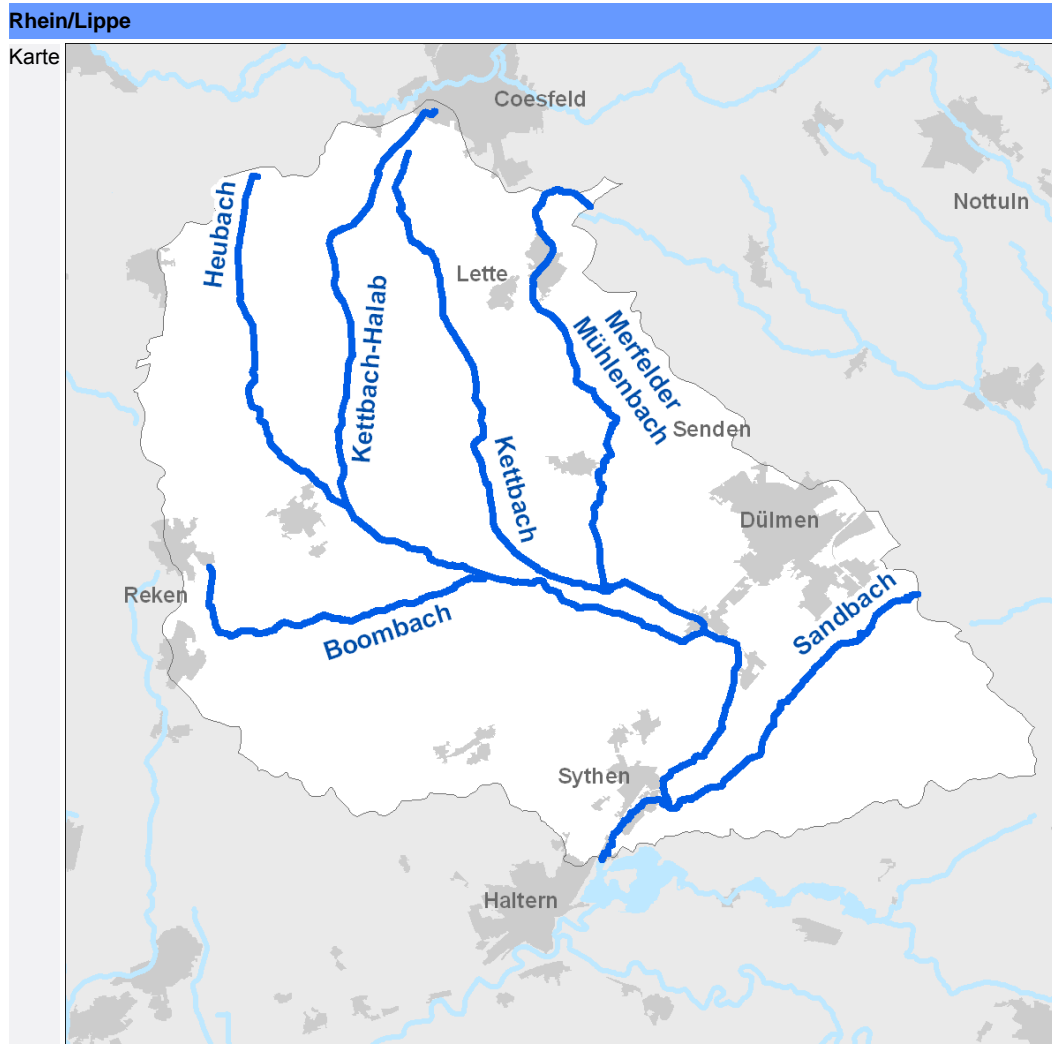 Rhein/Lippe
Karte
Coesfeld
Nottuln
Heubach
Lette
Kettbach-Halab
Merfelder
Mühlenbach
Senden
Kettbach
Dülmen
Reken
Sandbach
Boombach
Sythen
Haltern